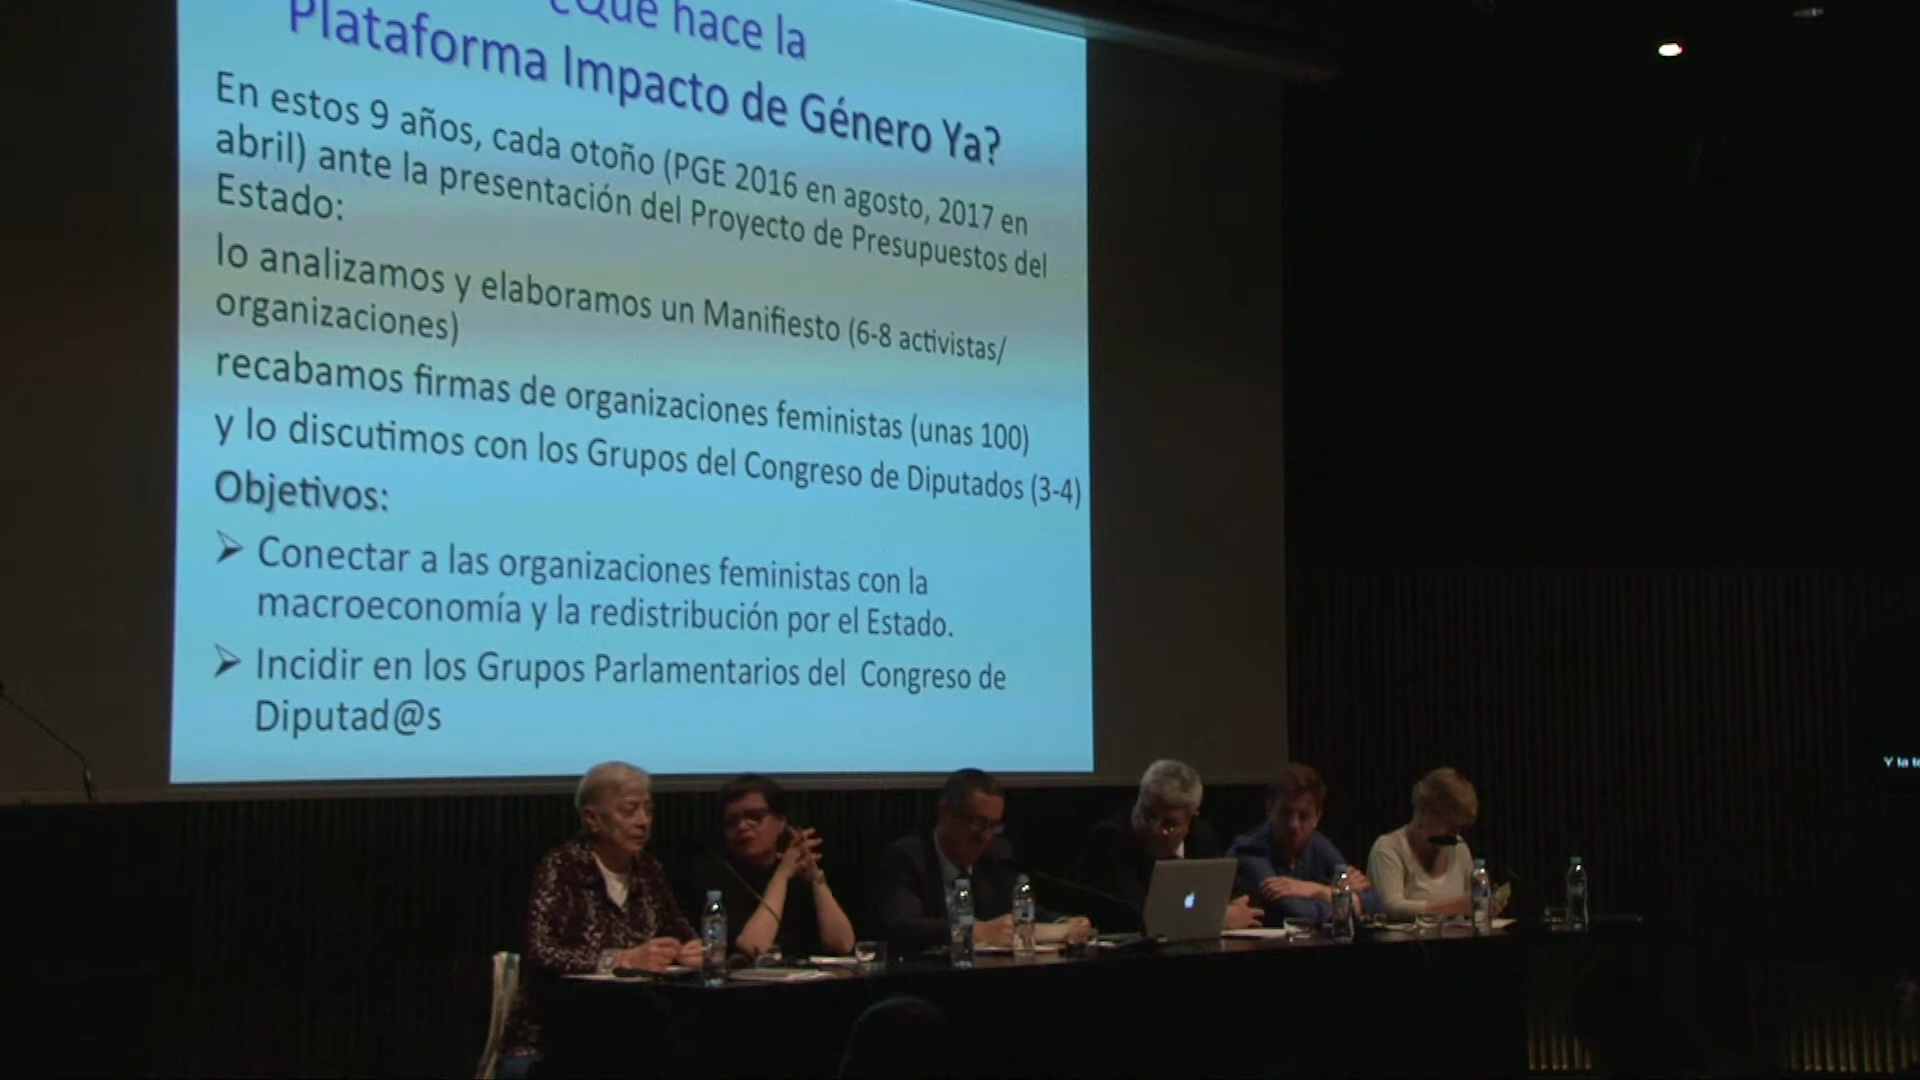 ¿Qué hace la
Plataforma Impacto de Género Ya?
En estos 9 años, cada otoño (PGE 2016 en agosto, 2017 en
abril) ante la presentación del Proyecto de Presupuestos del
Estado:
lo analizamos y elaboramos un Manifiesto (6-8 activistas/
organizaciones)
recabamos firmas de organizaciones feministas (unas 100)
y lo discutimos con los Grupos del Congreso de Diputados (3-4)
Objetivos:
➢ Conectar a las organizaciones feministas con la
macroeconomía y la redistribución por el Estado.
➢ Incidir en los Grupos Parlamentarios del Congreso de
Diputad@s
Y la